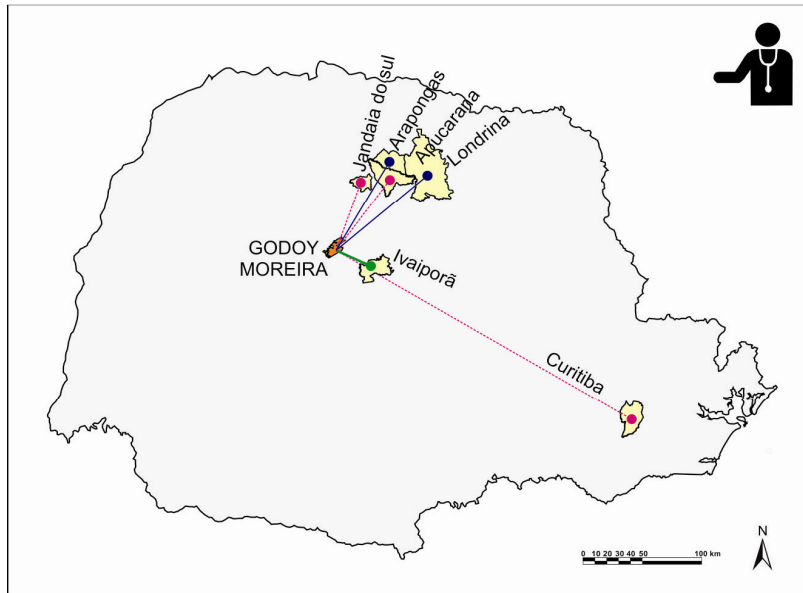 Jandaia do sul
Arapongas
Apucarana
Londrina
GODOY
MOREIRA
Ivaiporã
Curitiba
N
0 10 20 30 40 50 100 km